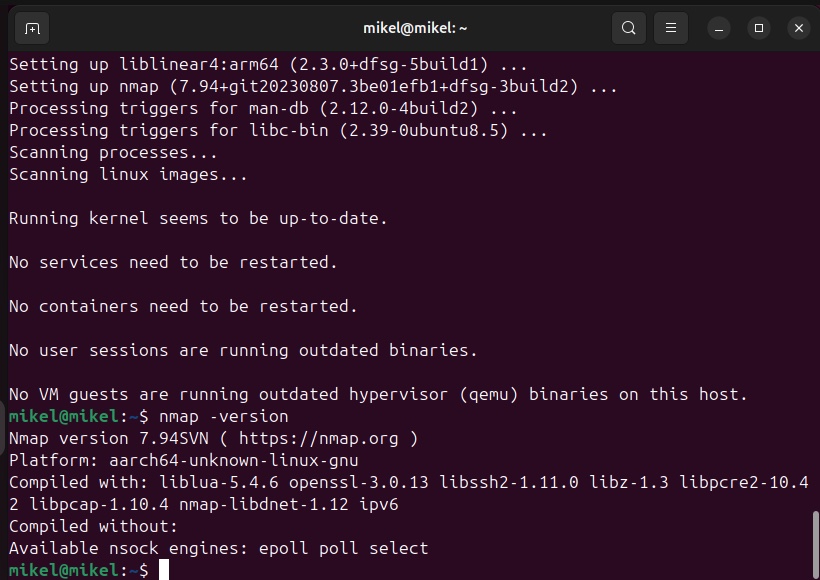 mikel@mikel: ~
Setting up liblinear4:arm64 (2.3.0+dfsg-5build1) ...
Setting up nmap (7.94+git20230807.3be01efb1+dfsg-3build2) ...
Processing triggers for man-db (2.12.0-4build2) ...
Processing triggers for libc-bin (2.39-0ubuntu8.5) ...
Scanning processes...
Scanning linux images...
Running kernel seems to be up-to-date.
No services need to be restarted.
No containers need to be restarted.
No user sessions are running outdated binaries.
No VM guests are running outdated hypervisor (qemu) binaries on this host.
mikel@mikel:~$ nmap -version
Nmap version 7.94SVN ( https://nmap.org )
Platform: aarch64-unknown-linux-gnu
Compiled with: liblua-5.4.6 openssl-3.0.13 libssh2-1.11.0 libz-1.3 libpcre2-10.4
2 libpcap-1.10.4 nmap-libdnet-1.12 ipv6
Compiled without:
Available nsock engines: epoll poll select
mikel@mikel:~$